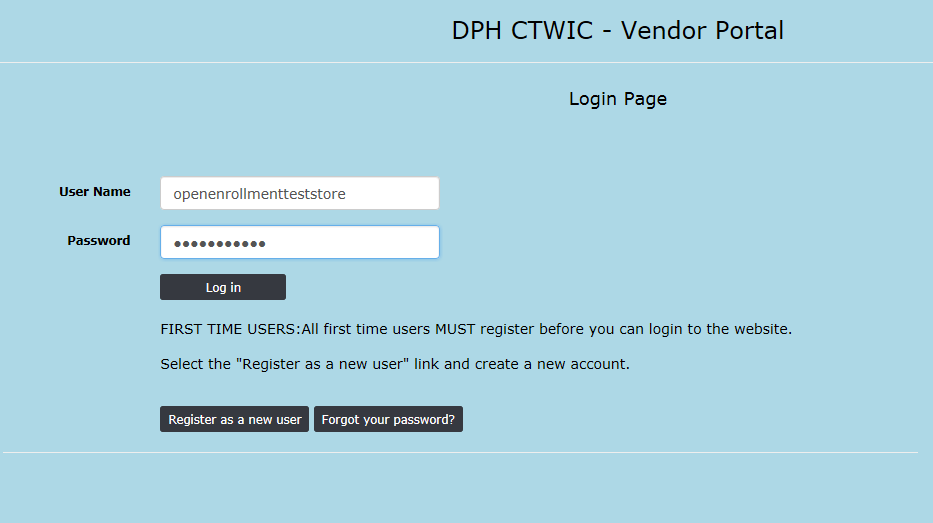 DPH CTWIC - Vendor Portal
Login Page
User Name
openenrollmentteststore
Password
●●●●●●●●●●●
Log in
FIRST TIME USERS:All first time users MUST register before you can login to the website.
Select the "Register as a new user" link and create a new account.
Register as a new user
Forgot your password?